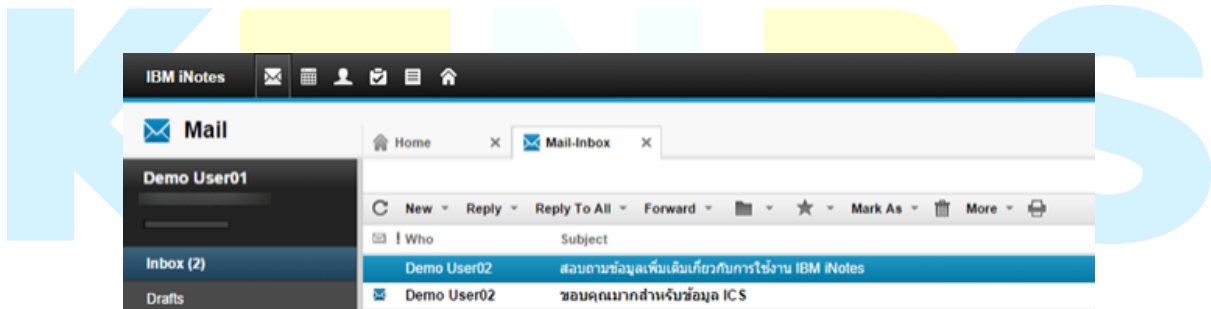 IBM iNotes
Mail
Home Mail-Inbox
Demo User01
New Reply Reply To All Forward Mark As More
! Who Subject
Inbox (2)
Demo User02 สอบถามข้อมูลเพิ่มเติมเกี่ยวกับการใช้งาน IBM iNotes
Drafts
Demo User02 ขอบคุณมากสำหรับข้อมูล ICS